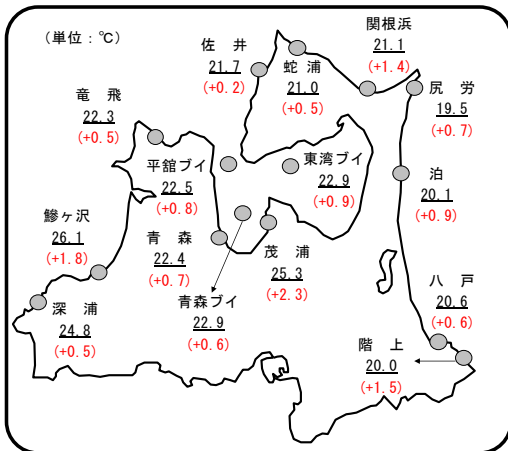 (単位：℃)
関根浜
21.1
(+1.4)
佐井
21.7
(+0.2)
蛇浦
21.0
(+0.5)
尻労
19.5
(+0.7)
竜飛
22.3
(+0.5)
平舘ブイ
22.5
(+0.8)
東湾ブイ
22.9
(+0.9)
泊
20.1
(+0.9)
鰺ヶ沢
26.1
(+1.8)
青森
22.4
(+0.7)
茂浦
25.3
(+2.3)
青森ブイ
22.9
(+0.6)
深浦
24.8
(+0.5)
八戸
20.6
(+0.6)
階上
20.0
(+1.5)